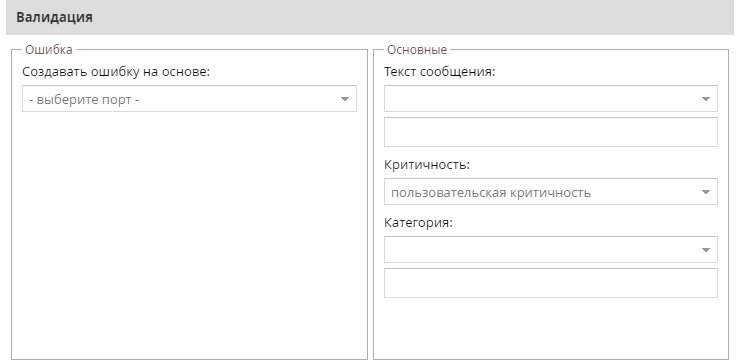 Валидация
Ошибка
Создавать ошибку на основе:
- выберите порт -
Основные
Текст сообщения:
Критичность:
пользовательская критичность
Категория: